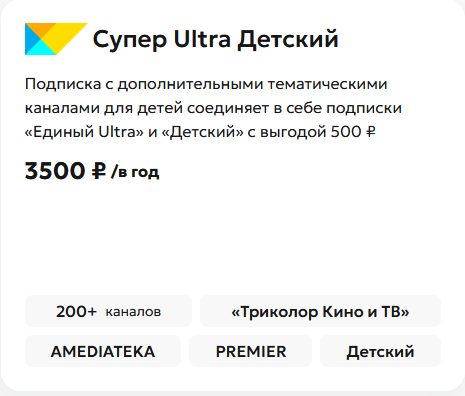 Супер Ultra Детский
Подписка с дополнительными тематическими
каналами для детей соединяет в себе подписки
«Единый Ultra» и «Детский» с выгодой 500 ₽
3500 ₽ /в год
200+ каналов
«Триколор Кино и ТВ»
AMEDIATEKA
PREMIER
Детский